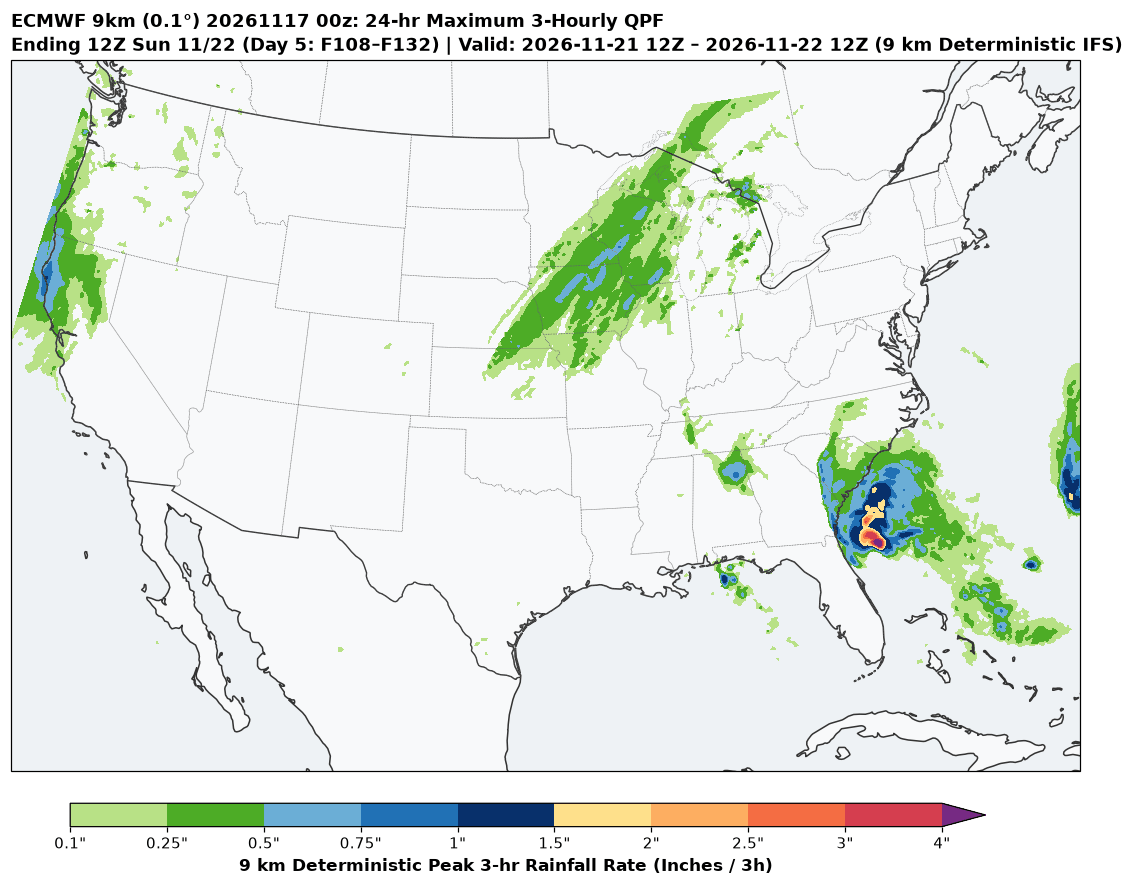 ECMWF 9km (0.1°) 20261117 00z: 24-hr Maximum 3-Hourly QPF
Ending 12Z Sun 11/22 (Day 5: F108–F132) | Valid: 2026-11-21 12Z – 2026-11-22 12Z (9 km Deterministic IFS)
0.1" 0.25" 0.5" 0.75" 1" 1.5" 2" 2.5" 3" 4"
9 km Deterministic Peak 3-hr Rainfall Rate (Inches / 3h)